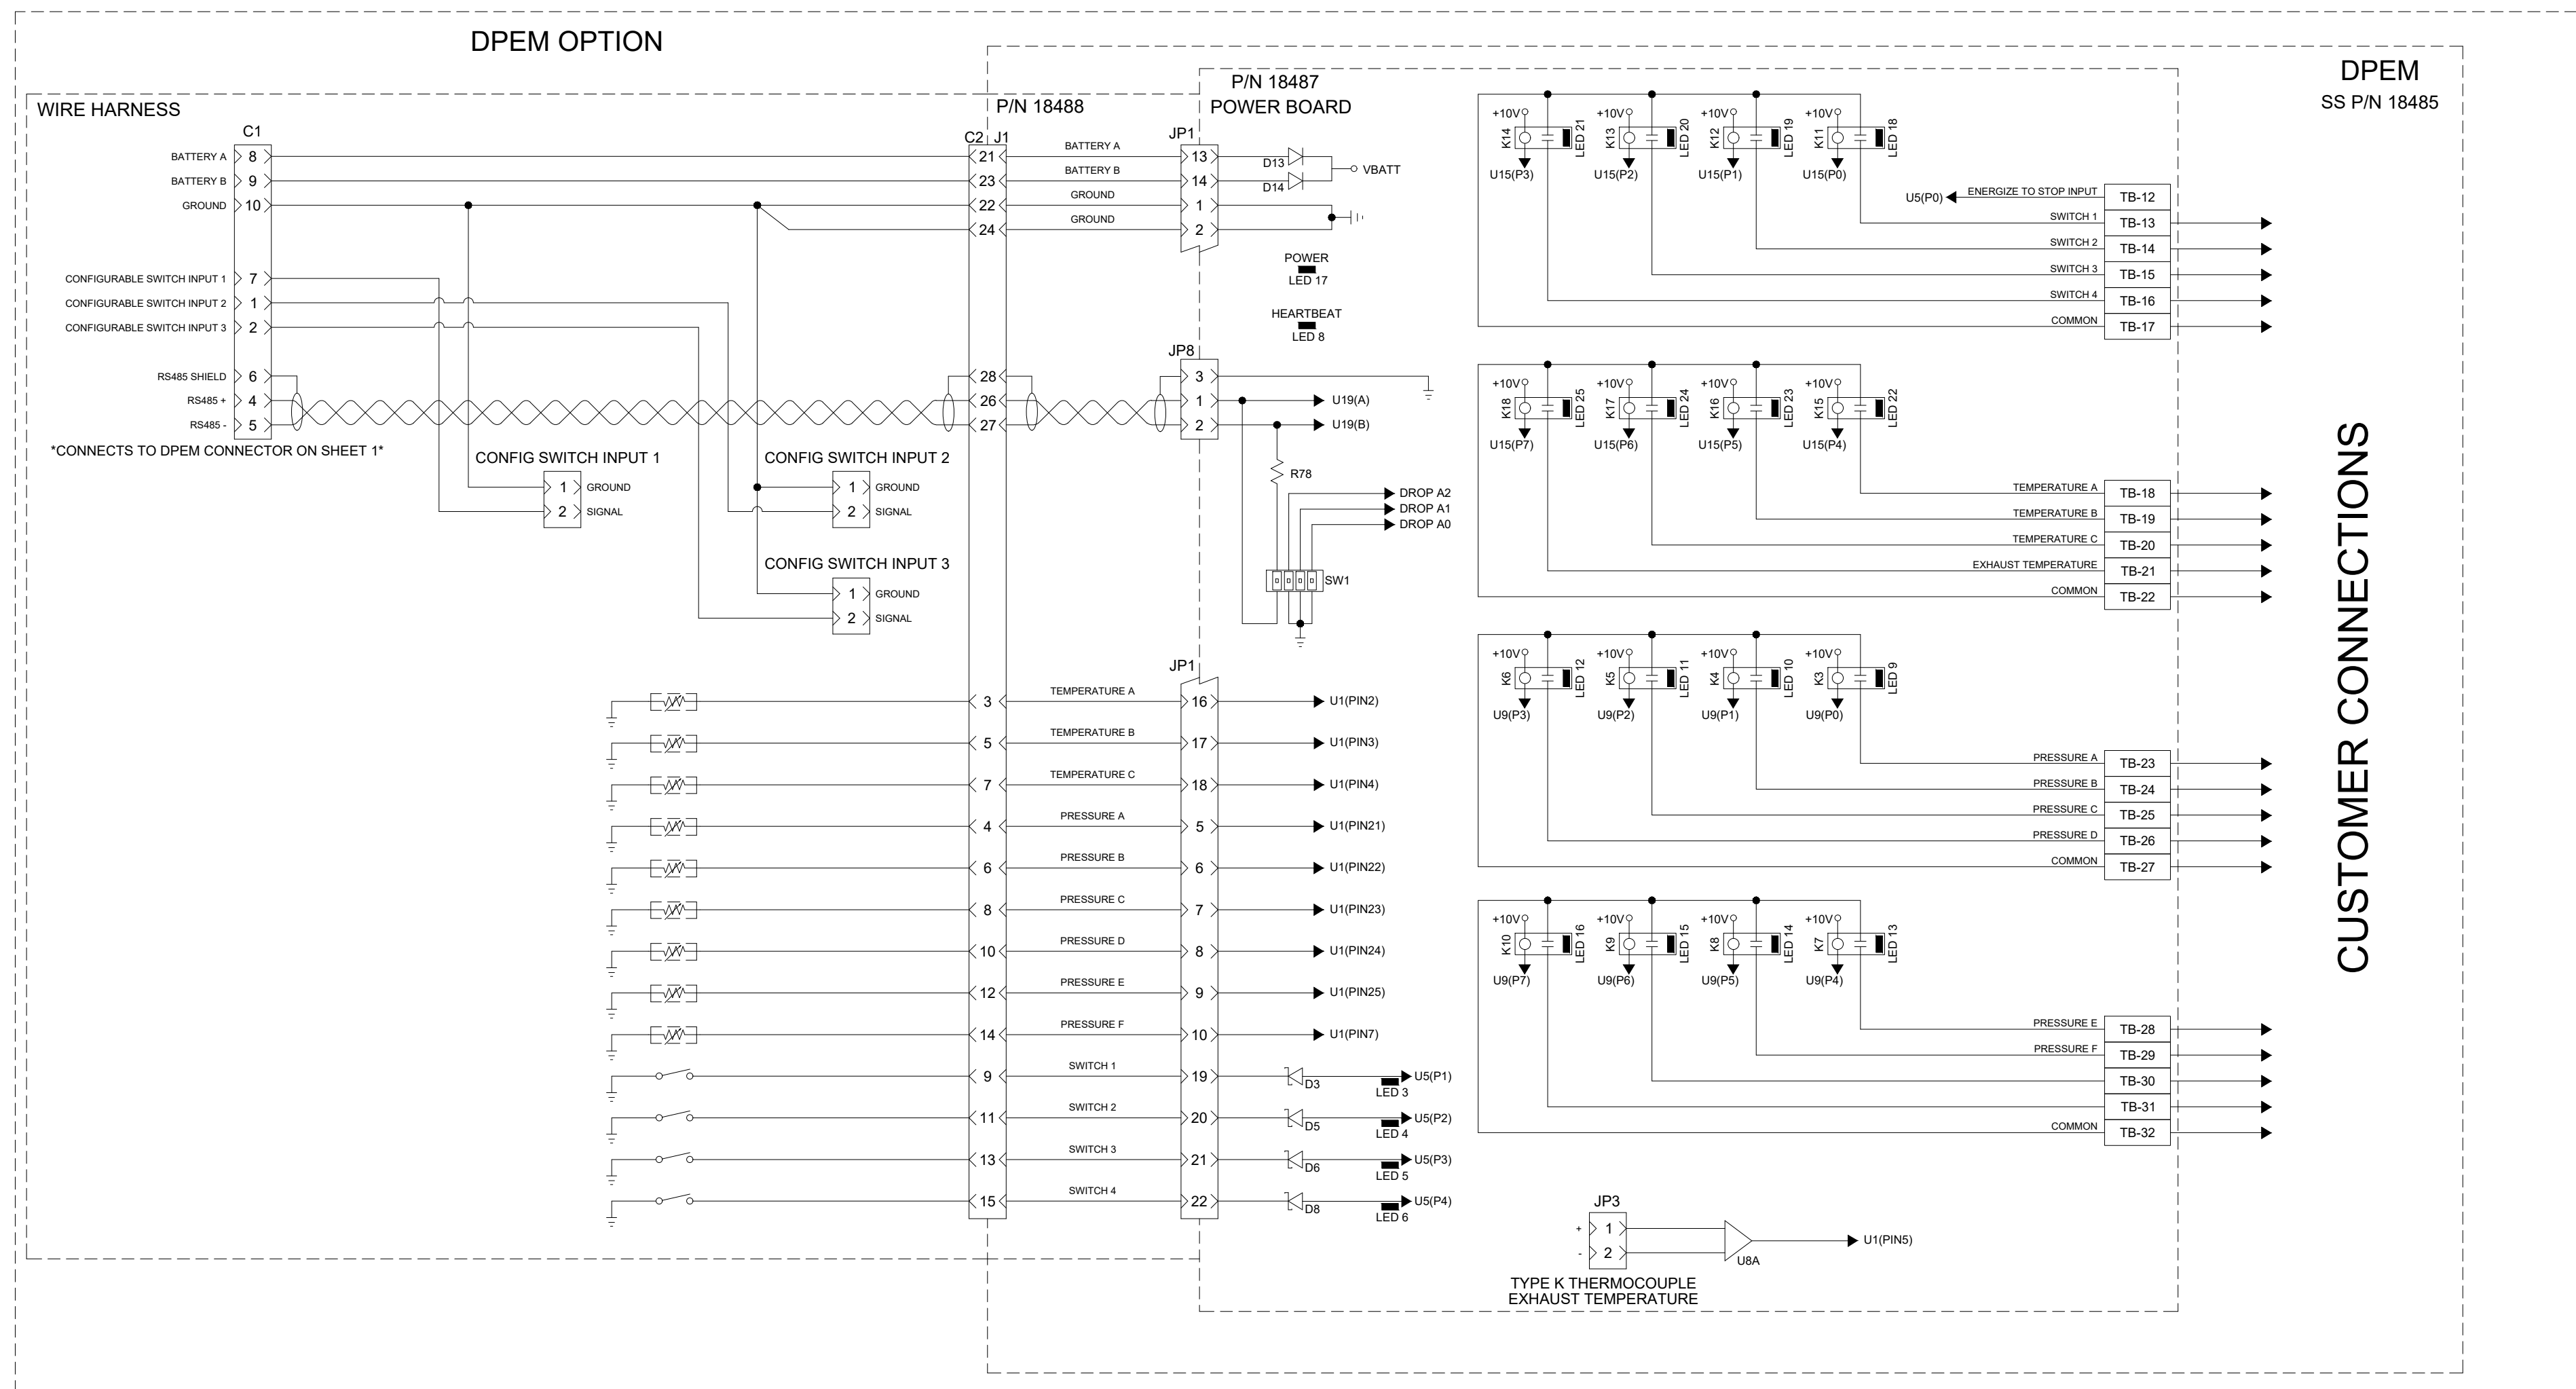 DPEM OPTION
DPEM
SS P/N 18485
P/N 18487
POWER BOARD
P/N 18488
WIRE HARNESS
C1
BATTERY A 8
BATTERY B 9
GROUND 10
CONFIGURABLE SWITCH INPUT 1 7
CONFIGURABLE SWITCH INPUT 2 1
CONFIGURABLE SWITCH INPUT 3 2
RS485 SHIELD 6
RS485 + 4
RS485 - 5
*CONNECTS TO DPEM CONNECTOR ON SHEET 1*
CONFIG SWITCH INPUT 1
1 GROUND
2 SIGNAL
CONFIG SWITCH INPUT 2
1 GROUND
2 SIGNAL
CONFIG SWITCH INPUT 3
1 GROUND
2 SIGNAL
C2 J1
JP1
21 BATTERY A 13 D13
23 BATTERY B 14 D14
VBATT
22 GROUND 1
24 GROUND 2
POWER
LED 17
HEARTBEAT
LED 8
JP8
28 3
26 1 U19(A)
27 2 U19(B)
R78
DROP A2
DROP A1
DROP A0
SW1
JP1
3 TEMPERATURE A 16 U1(PIN2)
5 TEMPERATURE B 17 U1(PIN3)
7 TEMPERATURE C 18 U1(PIN4)
4 PRESSURE A 5 U1(PIN21)
6 PRESSURE B 6 U1(PIN22)
8 PRESSURE C 7 U1(PIN23)
10 PRESSURE D 8 U1(PIN24)
12 PRESSURE E 9 U1(PIN25)
14 PRESSURE F 10 U1(PIN7)
9 SWITCH 1 19 D3 LED 3 U5(P1)
11 SWITCH 2 20 D5 LED 4 U5(P2)
13 SWITCH 3 21 D6 LED 5 U5(P3)
15 SWITCH 4 22 D8 LED 6 U5(P4)
+10V +10V +10V +10V
K14 LED 21 K13 LED 20 K12 LED 19 K11 LED 18
U15(P3) U15(P2) U15(P1) U15(P0)
U5(P0) ENERGIZE TO STOP INPUT TB-12
SWITCH 1 TB-13
SWITCH 2 TB-14
SWITCH 3 TB-15
SWITCH 4 TB-16
COMMON TB-17
+10V +10V +10V +10V
K18 LED 25 K17 LED 24 K16 LED 23 K15 LED 22
U15(P7) U15(P6) U15(P5) U15(P4)
TEMPERATURE A TB-18
TEMPERATURE B TB-19
TEMPERATURE C TB-20
EXHAUST TEMPERATURE TB-21
COMMON TB-22
+10V +10V +10V +10V
K6 LED 12 K5 LED 11 K4 LED 10 K3 LED 9
U9(P3) U9(P2) U9(P1) U9(P0)
PRESSURE A TB-23
PRESSURE B TB-24
PRESSURE C TB-25
PRESSURE D TB-26
COMMON TB-27
+10V +10V +10V +10V
K10 LED 16 K9 LED 15 K8 LED 14 K7 LED 13
U9(P7) U9(P6) U9(P5) U9(P4)
PRESSURE E TB-28
PRESSURE F TB-29
TB-30
TB-31
COMMON TB-32
JP3
+ 1
- 2
U8A
U1(PIN5)
TYPE K THERMOCOUPLE
EXHAUST TEMPERATURE
CUSTOMER CONNECTIONS